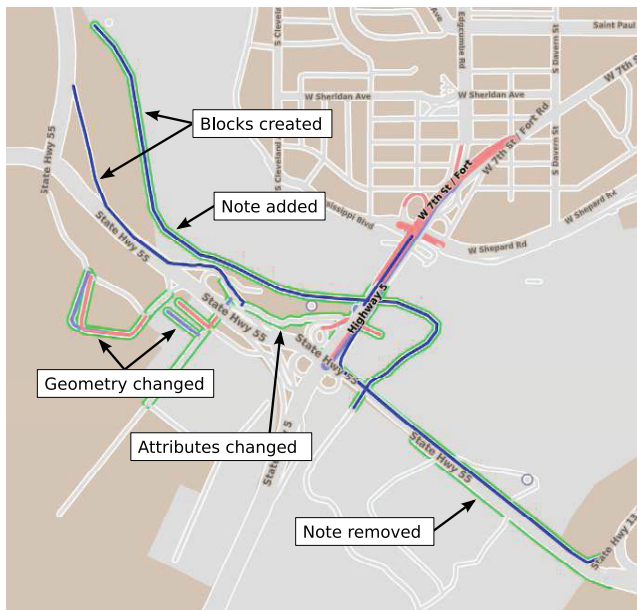 Saint Paul
S Cleveland
Edgcumbe Rd
S Davern St
W 7th St
W Sheridan Ave
W Sheridan Ave
Blocks created
S Cleveland A
S Davern St
W 7th St / Fort Rd
State Hwy 55
W 7th St / Fort
Note added
ssissippi Blvd
W Shepard Rd
W Shepard Rd
State Hwy 55
Highway 5
State Hwy 55
State Hwy 55
Geometry changed
Attributes changed
State
5
State Hwy 55
Note removed
State Hwy 13